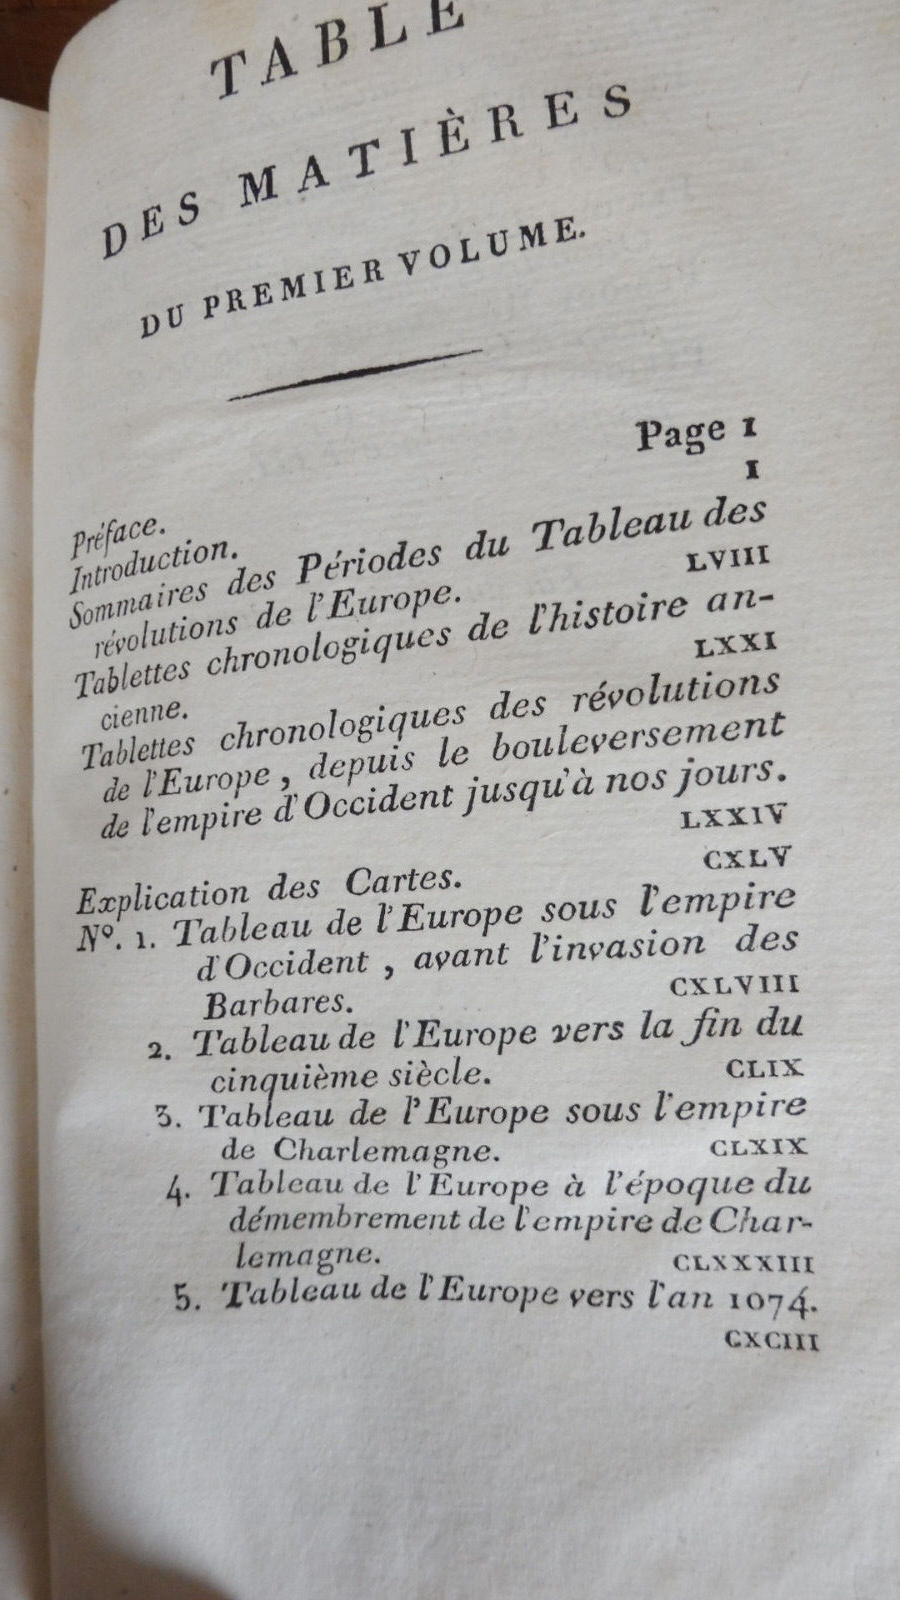 TABLE
DES MATIÈRES
DU PREMIER VOLUME.
Préface. Page I
Introduction. I
Sommaires des Périodes du Tableau des
révolutions de l'Europe. LVIII
Tablettes chronologiques de l'histoire an-
cienne. LXXI
Tablettes chronologiques des révolutions
de l'Europe, depuis le bouleversement
de l'empire d'Occident jusqu'à nos jours.
LXXIV
Explication des Cartes. CXLV
N°. 1. Tableau de l'Europe sous l'empire
d'Occident, avant l'invasion des
Barbares. CXLVIII
2. Tableau de l'Europe vers la fin du
cinquième siècle. CLIX
3. Tableau de l'Europe sous l'empire
de Charlemagne. CLXIX
4. Tableau de l'Europe à l'époque du
démembrement de l'empire de Char-
lemagne. CLXXXIII
5. Tableau de l'Europe vers l'an 1074.
CXCIII